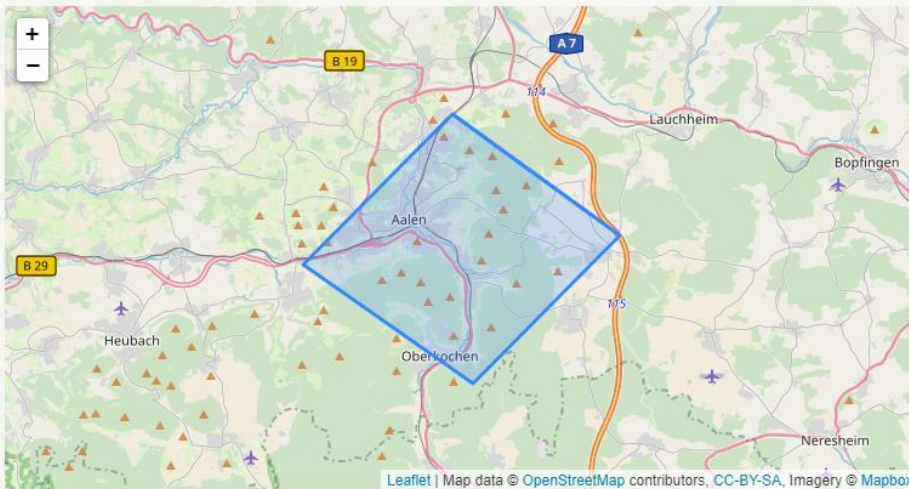 +
−
B 19
A 7
114
Lauchheim
Bopfingen
Aalen
B 29
115
Heubach
Oberkochen
Neresheim
Leaflet | Map data © OpenStreetMap contributors, CC-BY-SA, Imagery © Mapbox